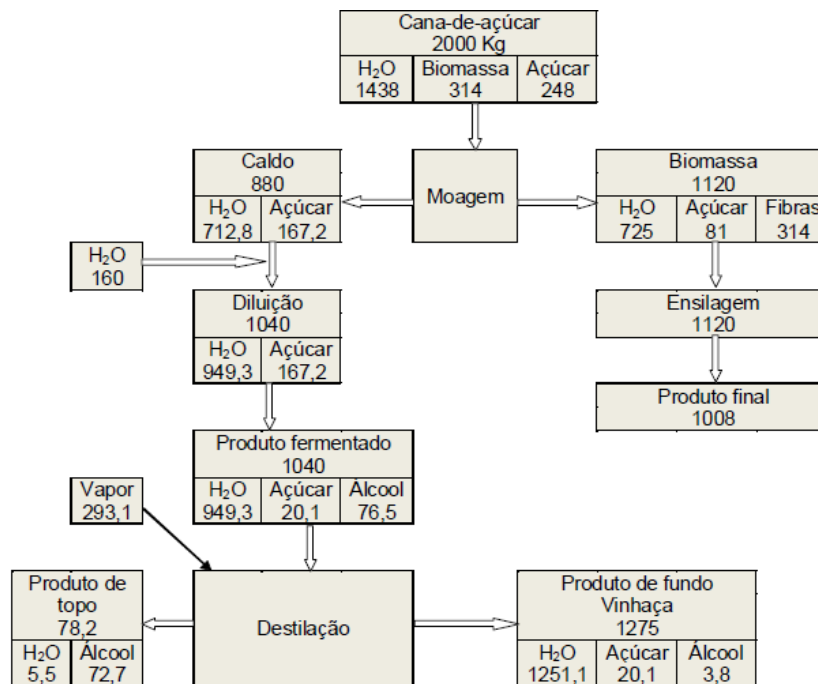 Cana-de-açúcar
2000 Kg
H₂O Biomassa Açúcar
1438 314 248
Caldo
880
H₂O Açúcar
712,8 167,2
Moagem
Biomassa
1120
H₂O Açúcar Fibras
725 81 314
H₂O
160
Diluição
1040
H₂O Açúcar
949,3 167,2
Ensilagem
1120
Produto final
1008
Produto fermentado
1040
H₂O Açúcar Álcool
949,3 20,1 76,5
Vapor
293,1
Produto de
topo
78,2
H₂O Álcool
5,5 72,7
Destilação
Produto de fundo
Vinhaça
1275
H₂O Açúcar Álcool
1251,1 20,1 3,8